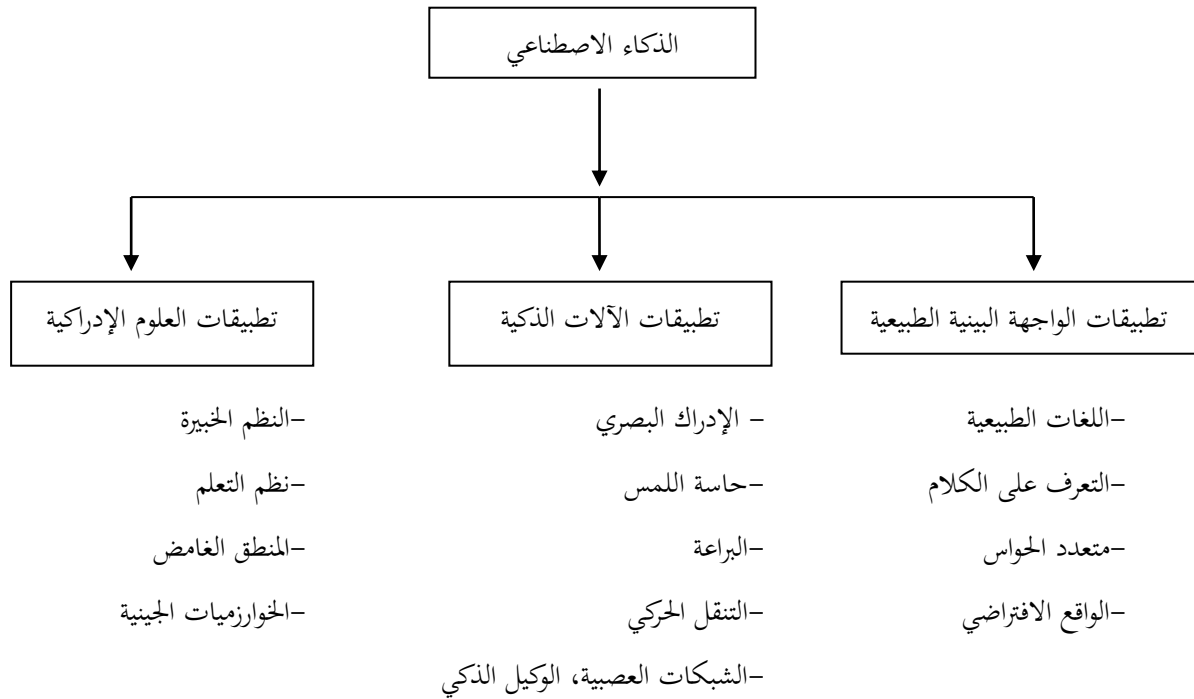 الذكاء الاصطناعي
تطبيقات الواجهة البينية الطبيعية
-اللغات الطبيعية
-التعرف على الكلام
-متعدد الحواس
-الواقع الافتراضي
تطبيقات الآلات الذكية
- الإدراك البصري
-حاسة اللمس
-البراعة
-التنقل الحركي
-الشبكات العصبية، الوكيل الذكي
تطبيقات العلوم الإدراكية
-النظم الخبيرة
-نظم التعلم
-المنطق الغامض
-الخوارزميات الجينية